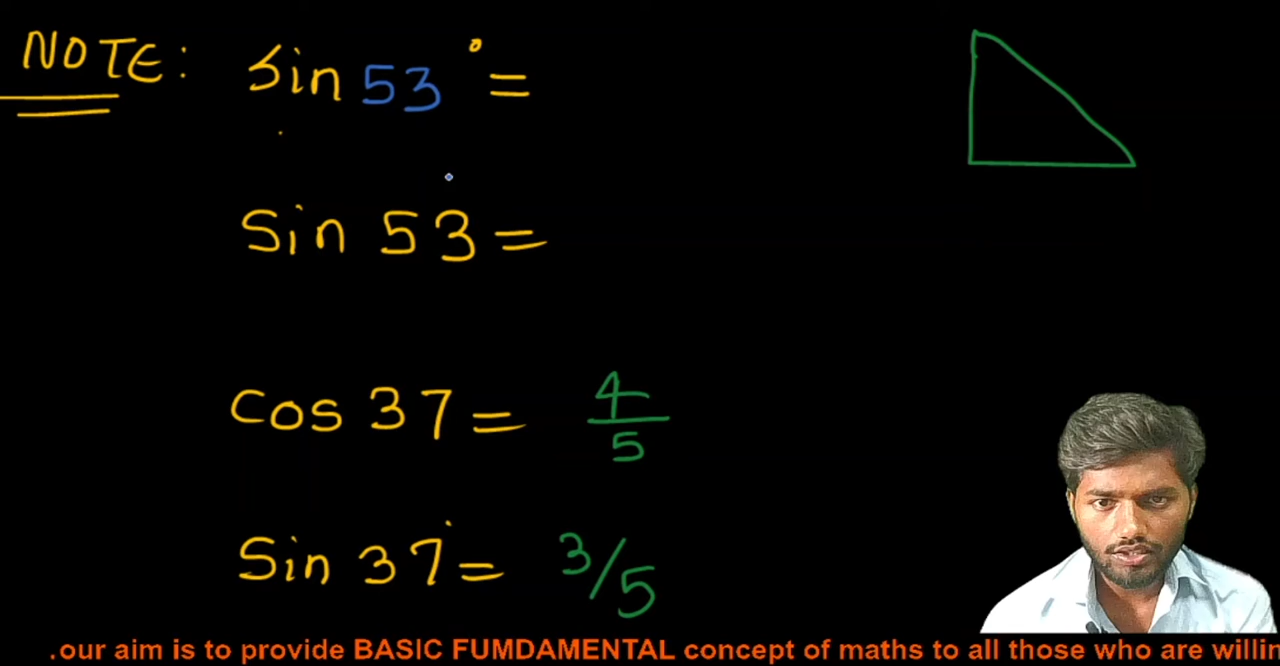 NOTE: Sin 53° =
Sin 53 =
Cos 37 = 4/5
Sin 37 = 3/5
.our aim is to provide BASIC FUMDAMENTAL concept of maths to all those who are willin